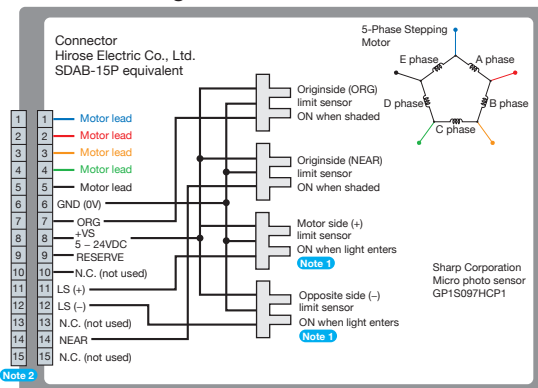 Connector
Hirose Electric Co., Ltd.
SDAB-15P equivalent
5-Phase Stepping
Motor
E phase
A phase
D phase
B phase
C phase
1 1 Motor lead
2 2 Motor lead
3 3 Motor lead
4 4 Motor lead
5 5 Motor lead
6 6 GND (0V)
7 7 ORG
8 8 +VS
5 – 24VDC
9 9 RESERVE
10 10 N.C. (not used)
11 11 LS (+)
12 12 LS (−)
13 13 N.C. (not used)
14 14 NEAR
15 15 N.C. (not used)
Note 2
Originside (ORG)
limit sensor
ON when shaded
Originside (NEAR)
limit sensor
ON when shaded
Motor side (+)
limit sensor
ON when light enters
Note 1
Opposite side (−)
limit sensor
ON when light enters
Note 1
Sharp Corporation
Micro photo sensor
GP1S097HCP1